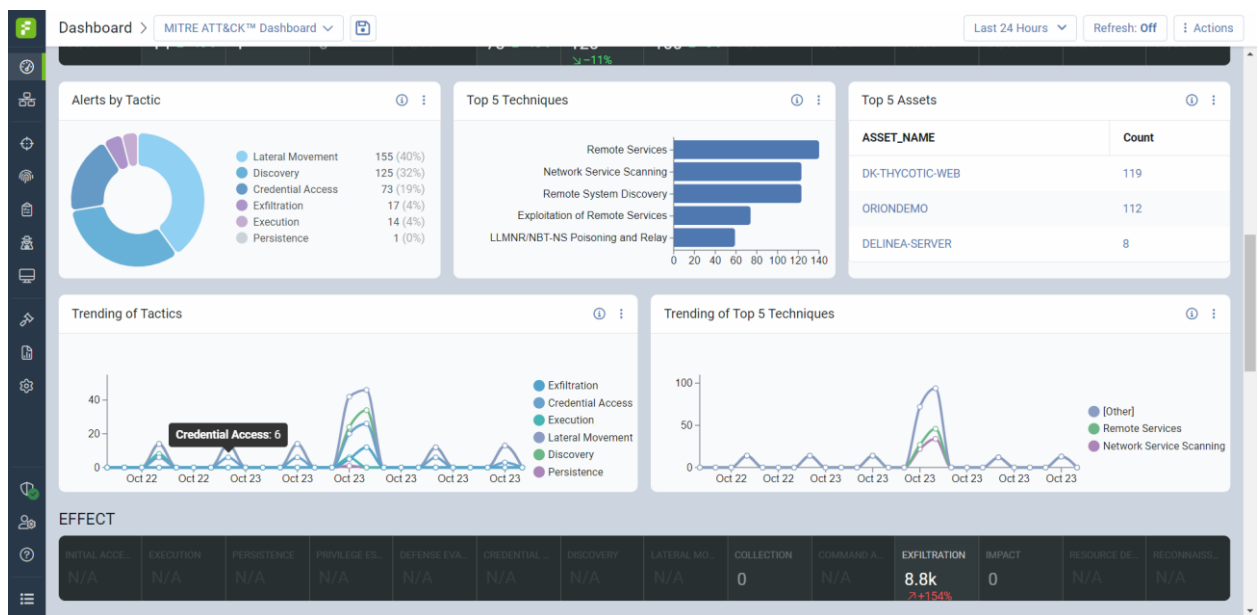 Dashboard > MITRE ATT&CK™ Dashboard
Last 24 Hours
Refresh: Off
Actions
-11%
Alerts by Tactic
Lateral Movement 155 (40%)
Discovery 125 (32%)
Credential Access 73 (19%)
Exfiltration 17 (4%)
Execution 14 (4%)
Persistence 1 (0%)
Top 5 Techniques
Remote Services
Network Service Scanning
Remote System Discovery
Exploitation of Remote Services
LLMNR/NBT-NS Poisoning and Relay
0 20 40 60 80 100 120 140
Top 5 Assets
ASSET_NAME Count
DK-THYCOTIC-WEB 119
ORIONDEMO 112
DELINEA-SERVER 8
Trending of Tactics
40
20
0
Credential Access: 6
Oct 22 Oct 22 Oct 23 Oct 23 Oct 23 Oct 23 Oct 23 Oct 23
Exfiltration
Credential Access
Execution
Lateral Movement
Discovery
Persistence
Trending of Top 5 Techniques
100
50
0
Oct 22 Oct 22 Oct 23 Oct 23 Oct 23 Oct 23 Oct 23 Oct 23
[Other]
Remote Services
Network Service Scanning
EFFECT
INITIAL ACCE... EXECUTION PERSISTENCE PRIVILEGE ES... DEFENSE EVA... CREDENTIAL ... DISCOVERY LATERAL MO... COLLECTION COMMAND A... EXFILTRATION IMPACT RESOURCE DE... RECONNAISS...
N/A N/A N/A N/A N/A N/A N/A N/A 0 N/A 8.8k 0 N/A N/A
+154%